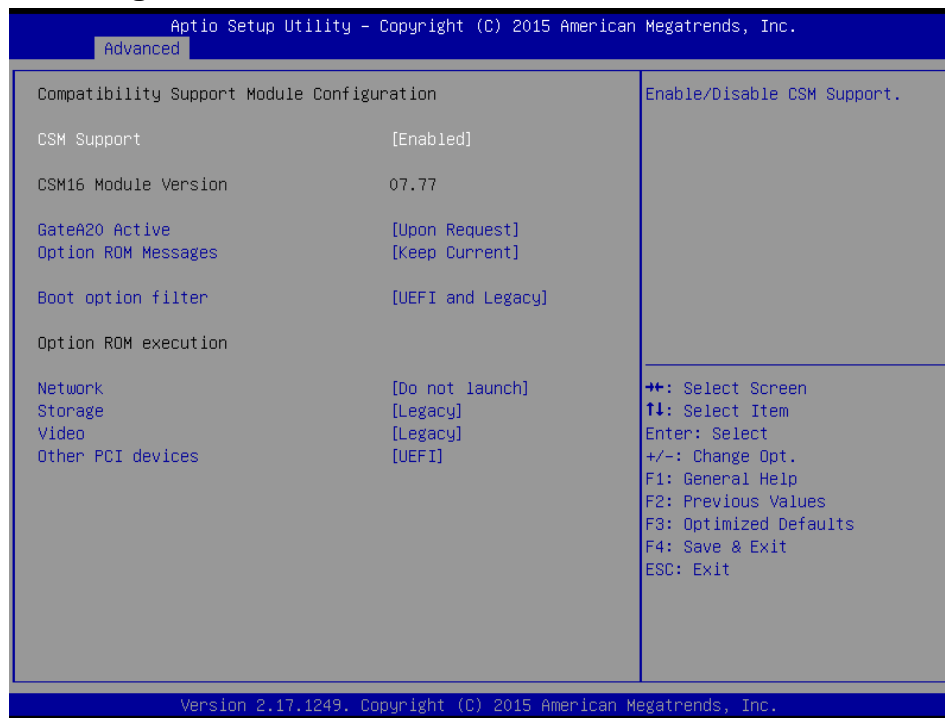 Aptio Setup Utility – Copyright (C) 2015 American Megatrends, Inc.
Advanced
Compatibility Support Module Configuration
CSM Support [Enabled]
CSM16 Module Version 07.77
GateA20 Active [Upon Request]
Option ROM Messages [Keep Current]
Boot option filter [UEFI and Legacy]
Option ROM execution
Network [Do not launch]
Storage [Legacy]
Video [Legacy]
Other PCI devices [UEFI]
Enable/Disable CSM Support.
→←: Select Screen
↑↓: Select Item
Enter: Select
+/-: Change Opt.
F1: General Help
F2: Previous Values
F3: Optimized Defaults
F4: Save & Exit
ESC: Exit
Version 2.17.1249. Copyright (C) 2015 American Megatrends, Inc.